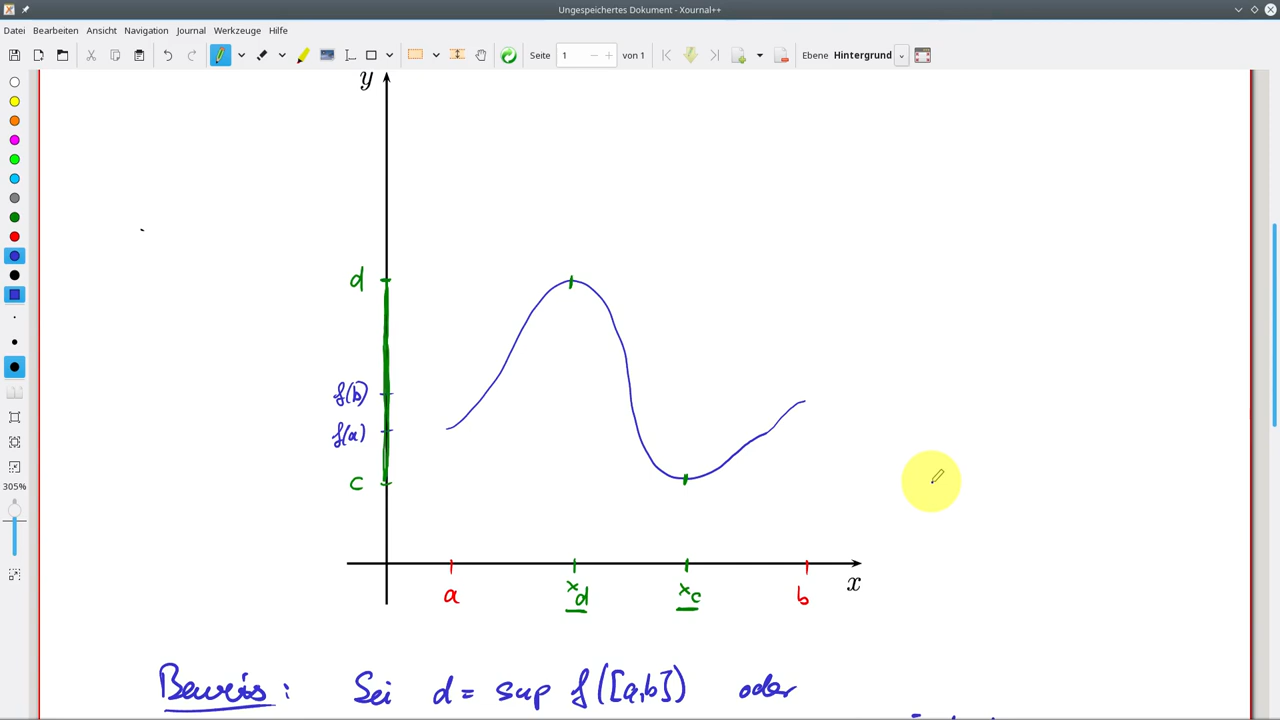 Ungespeichertes Dokument - Xournal++
Datei Bearbeiten Ansicht Navigation Journal Werkzeuge Hilfe
Seite 1 von 1 Ebene Hintergrund
305%
y
d
f(b)
f(a)
c
a x_d x_c b x
Beweis: Sei d = sup f([a,b]) oder